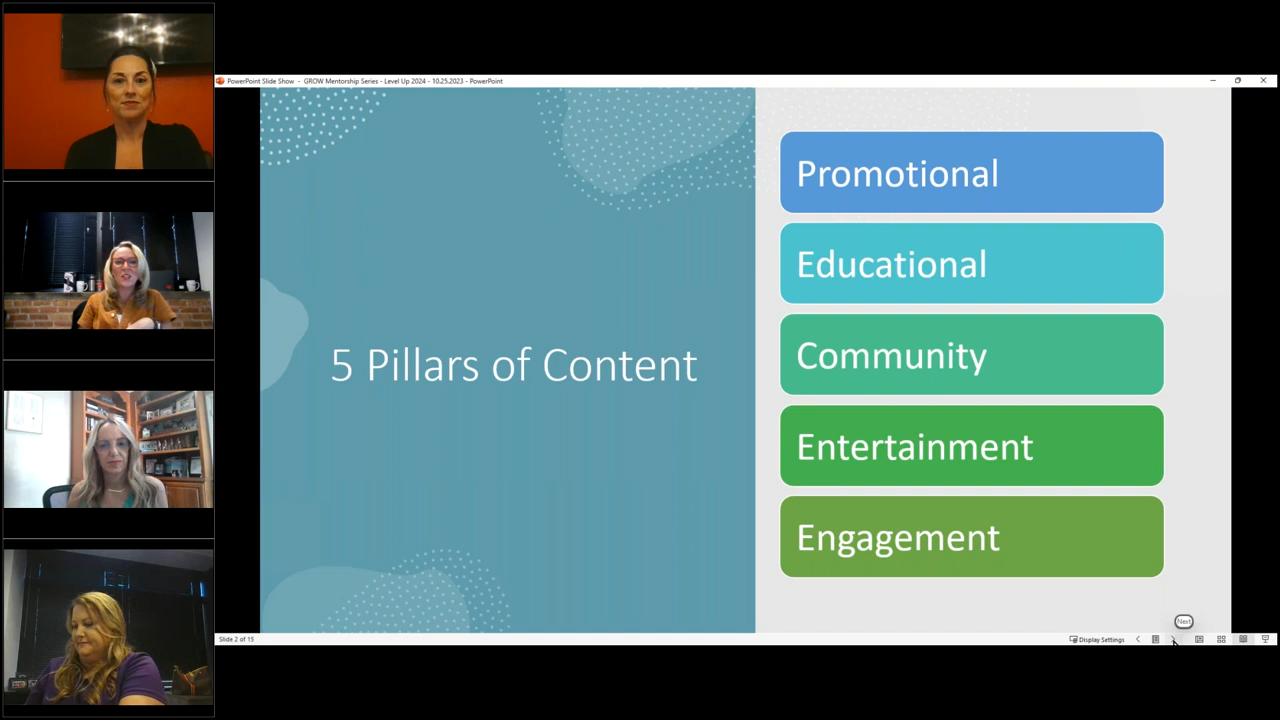 PowerPoint Slide Show - GROW Mentorship Series - Level Up 2024 - 10.25.2023 - PowerPoint
5 Pillars of Content
Promotional
Educational
Community
Entertainment
Engagement
Next
Slide 2 of 15
Display Settings